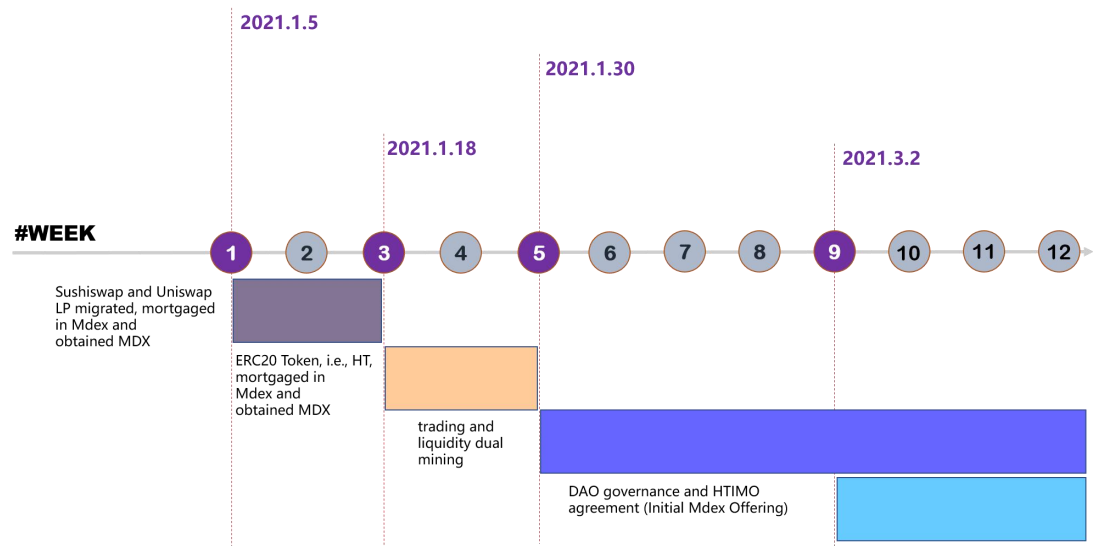 2021.1.5
2021.1.30
2021.1.18
2021.3.2
#WEEK
1 2 3 4 5 6 7 8 9 10 11 12
Sushiswap and Uniswap
LP migrated, mortgaged
in Mdex and
obtained MDX
ERC20 Token, i.e., HT,
mortgaged in
Mdex and
obtained MDX
trading and
liquidity dual
mining
DAO governance and HTIMO
agreement (Initial Mdex Offering)